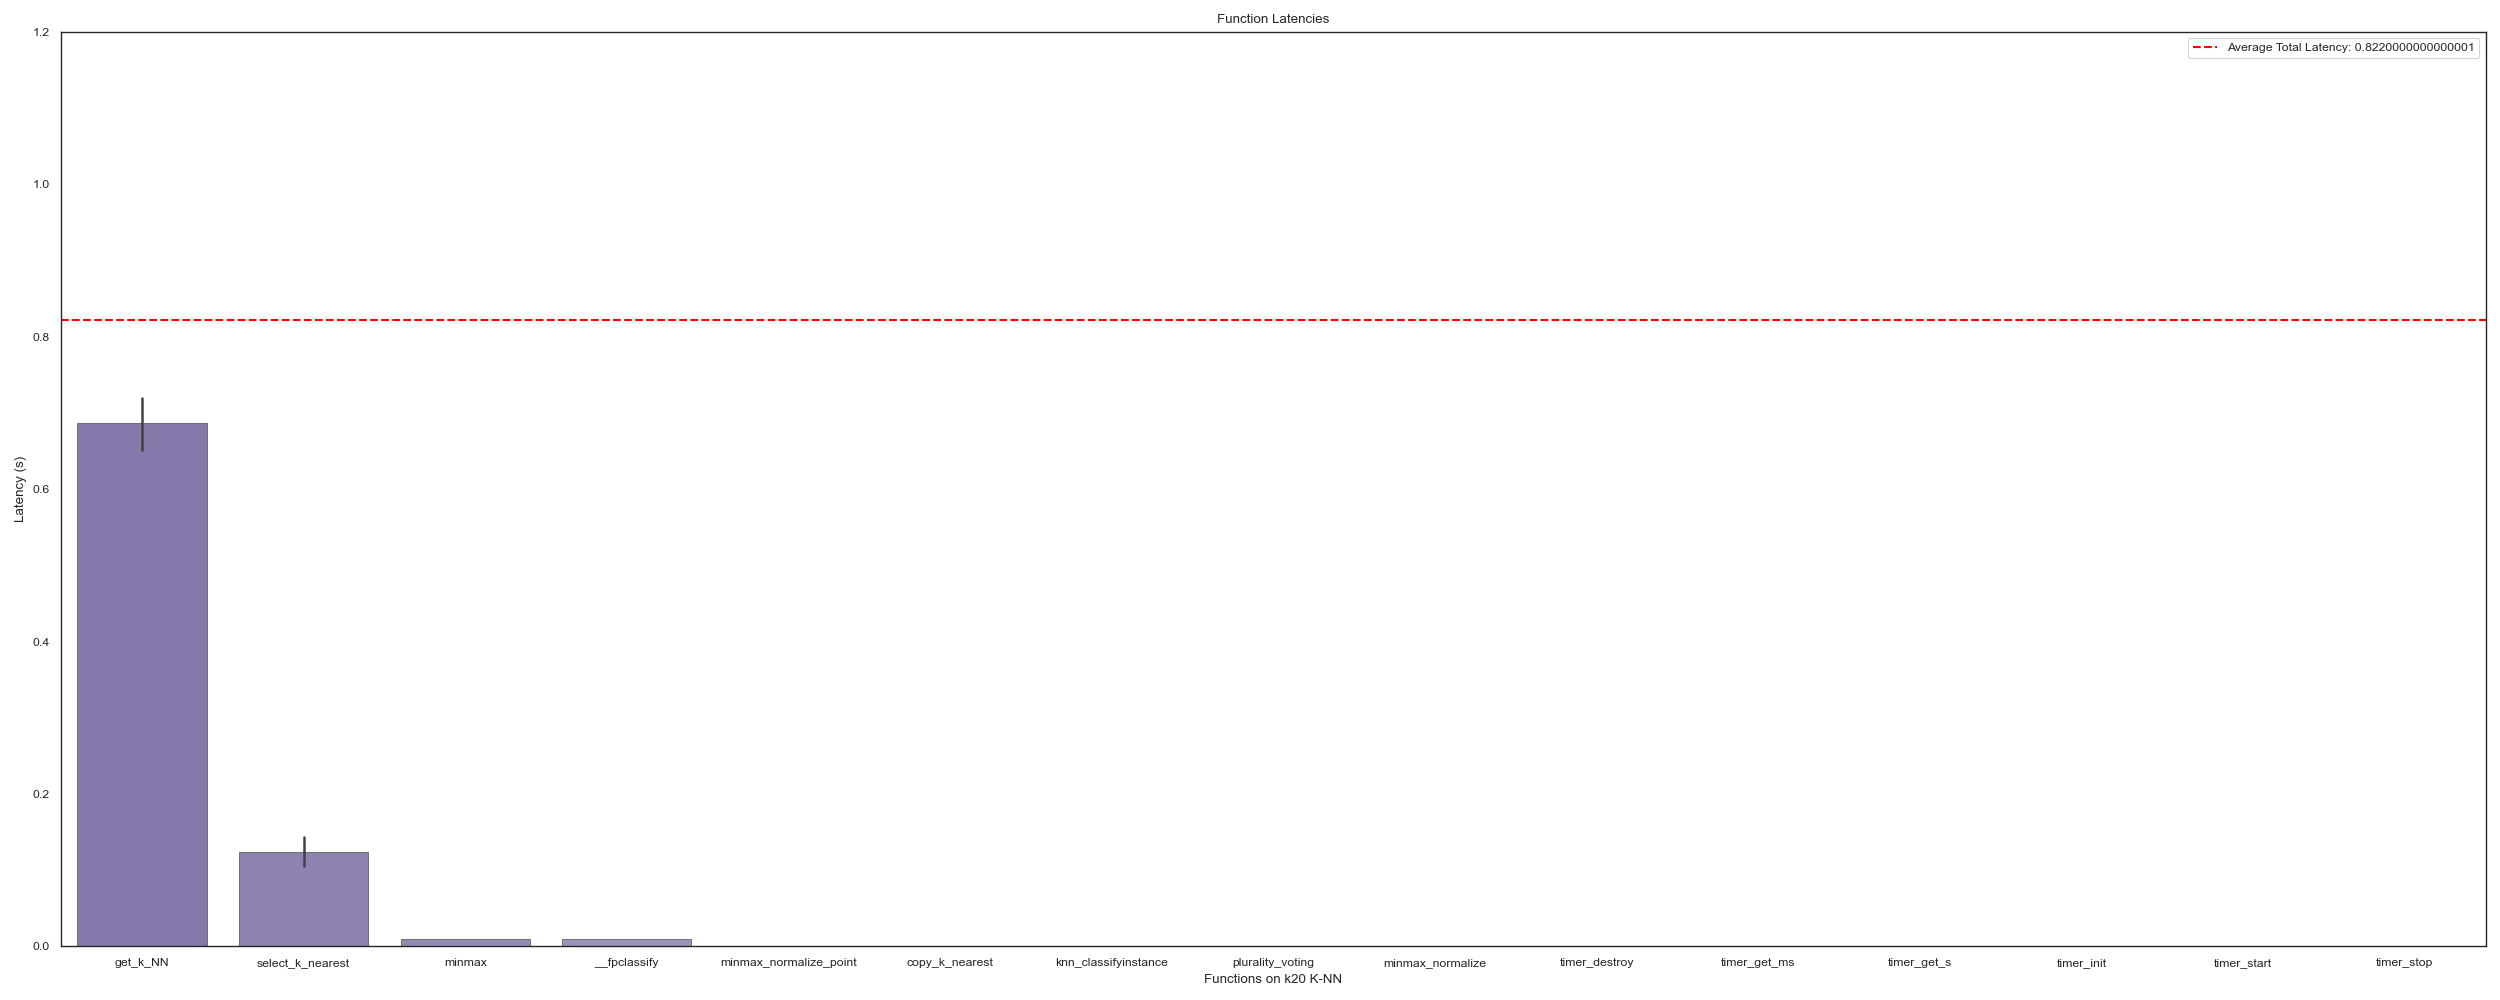 Function Latencies
Average Total Latency: 0.8220000000000001
1.2
1.0
0.8
0.6
0.4
0.2
0.0
Latency (s)
get_k_NN select_k_nearest minmax __fpclassify minmax_normalize_point copy_k_nearest knn_classifyinstance plurality_voting minmax_normalize timer_destroy timer_get_ms timer_get_s timer_init timer_start timer_stop
Functions on k20 K-NN